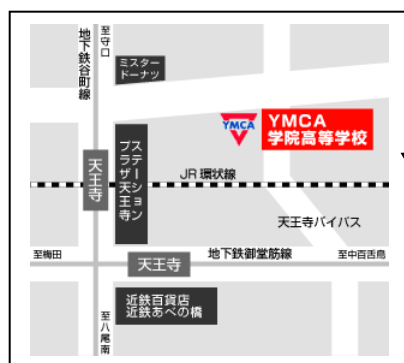 地下鉄谷町線
至守口
ミスター
ドーナツ
YMCA
YMCA
学院高等学校
ステーション
プラザ天王寺
天王寺
JR環状線
天王寺バイパス
至梅田
地下鉄御堂筋線
至中百舌鳥
天王寺
近鉄百貨店
近鉄あべの橋
至八尾南